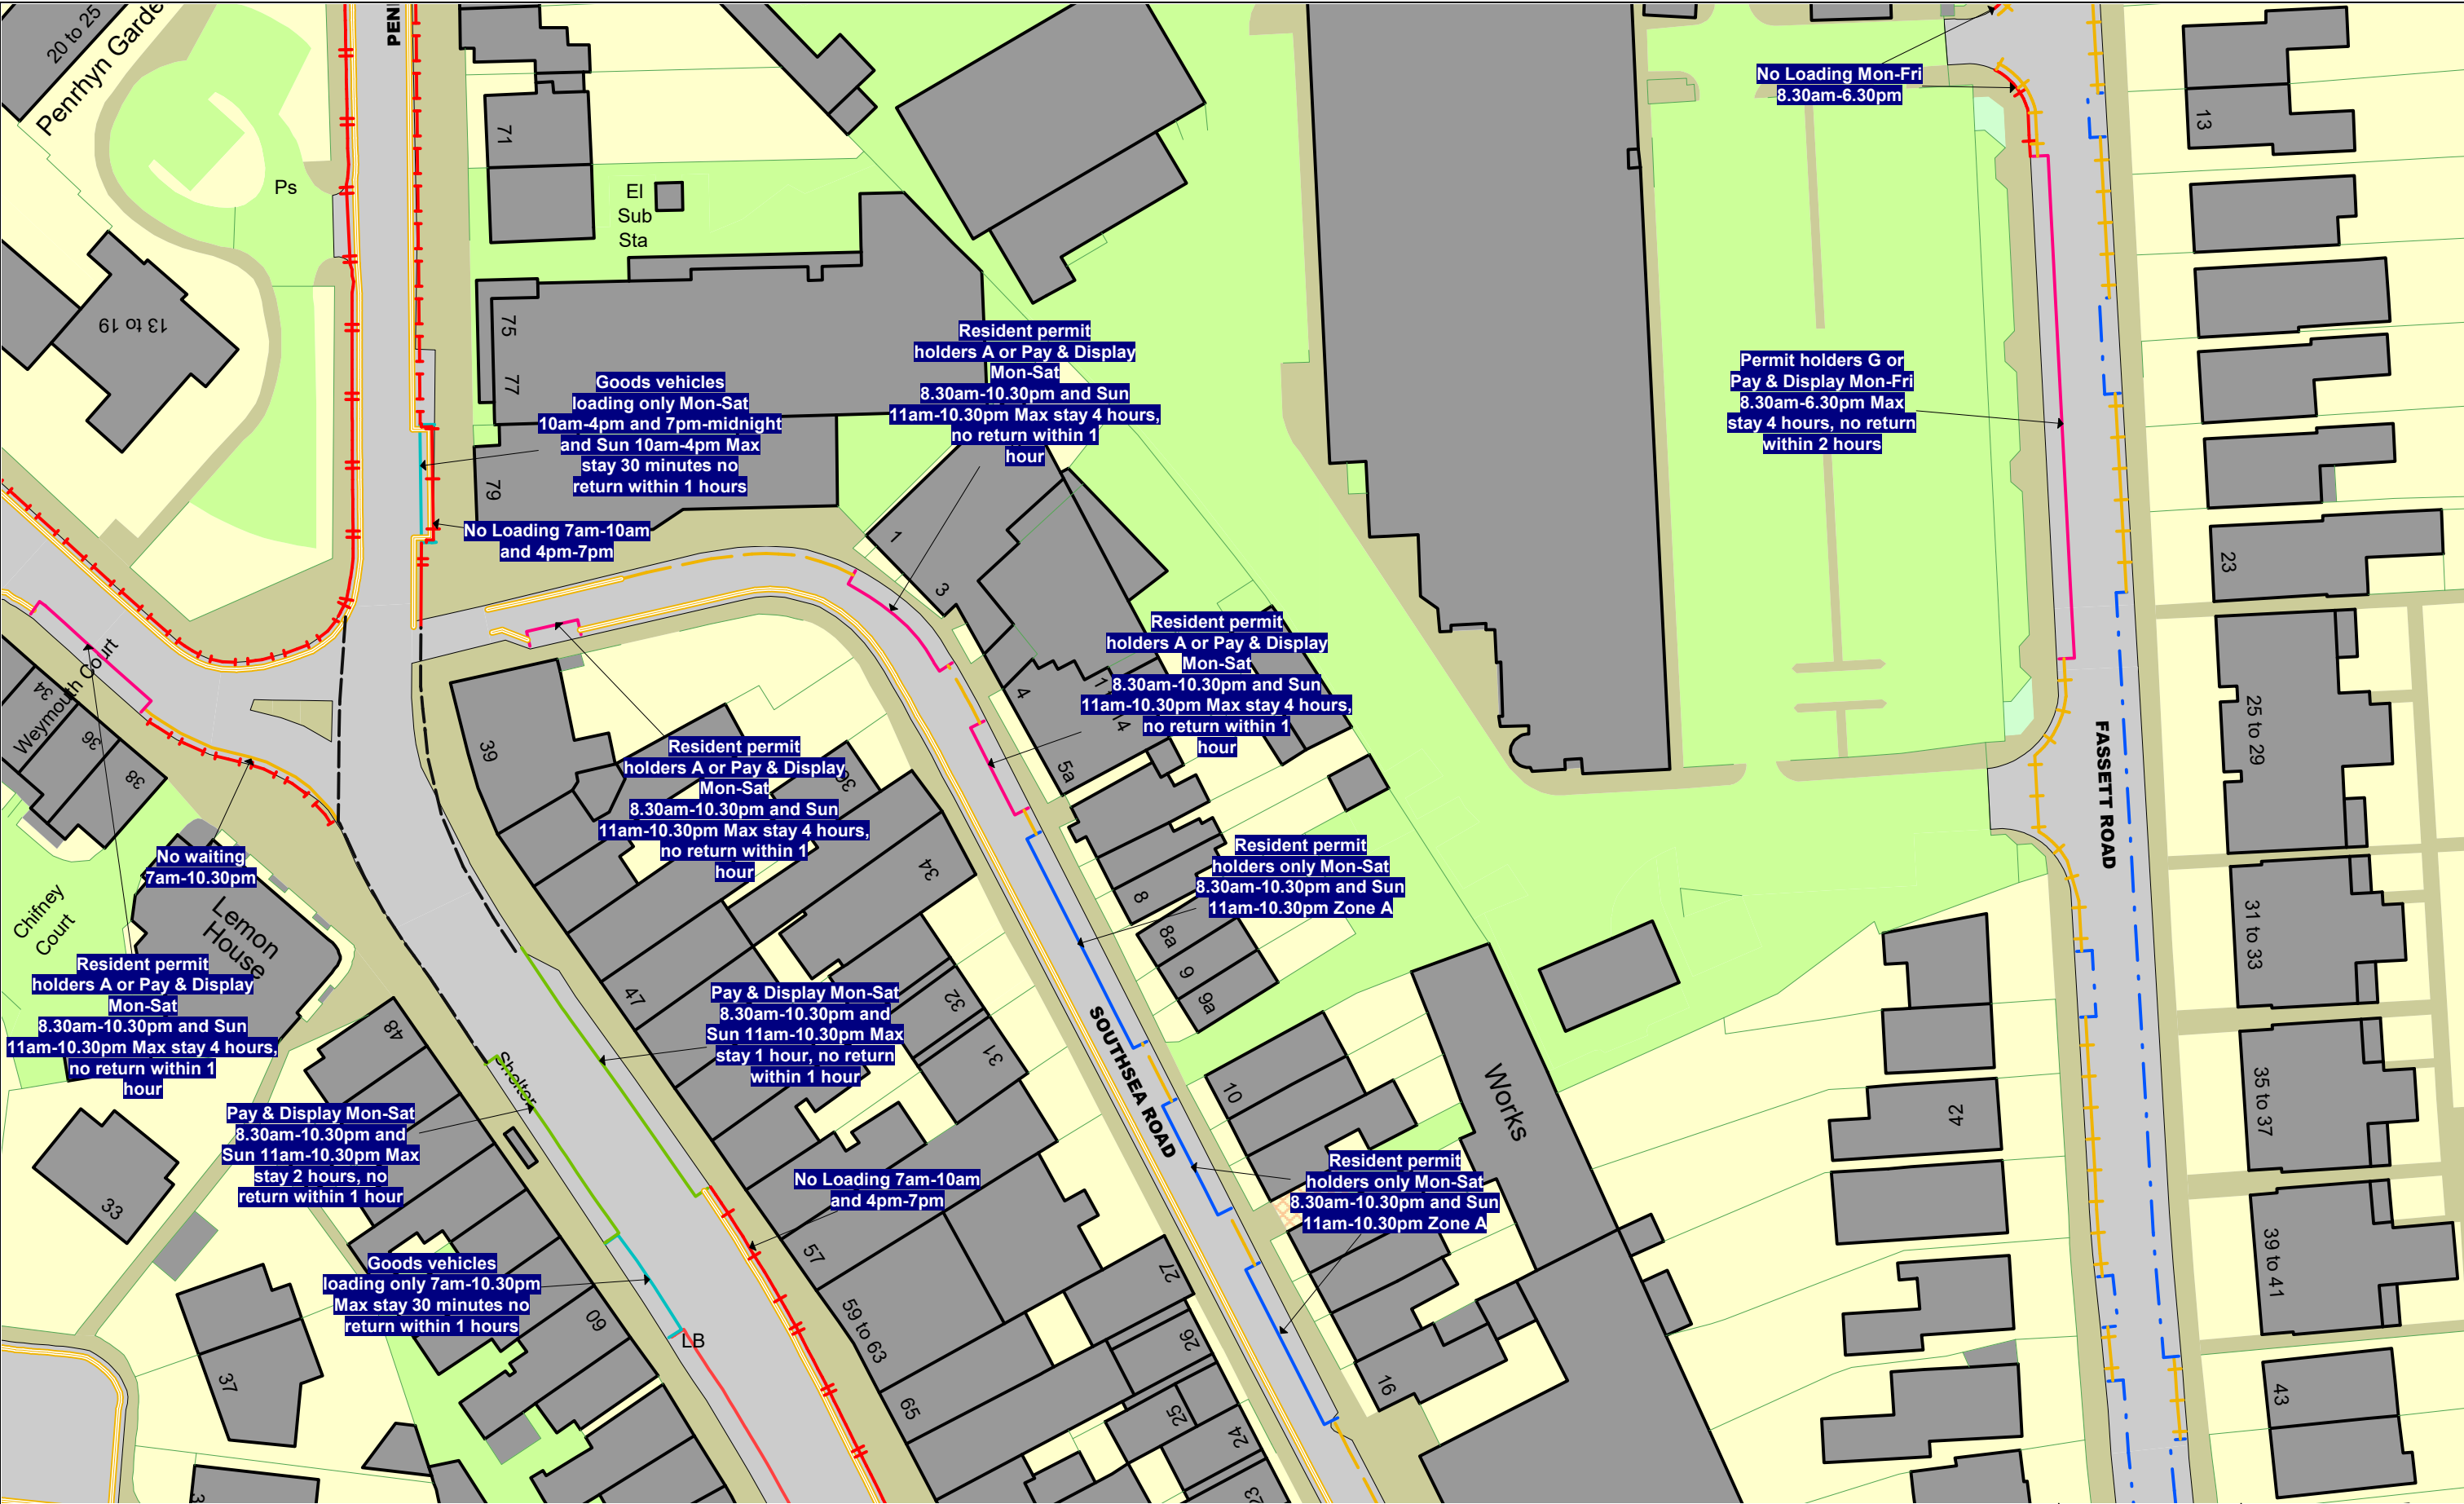 20 to 25
Penrhyn Garde
PEN
71
Ps
El
Sub
Sta
13 to 19
75
77
79
Goods vehicles
loading only Mon-Sat
10am-4pm and 7pm-midnight
and Sun 10am-4pm Max
stay 30 minutes no
return within 1 hours
No Loading 7am-10am
and 4pm-7pm
Resident permit
holders A or Pay & Display
Mon-Sat
8.30am-10.30pm and Sun
11am-10.30pm Max stay 4 hours,
no return within 1
hour
1
3
No Loading Mon-Fri
8.30am-6.30pm
Permit holders G or
Pay & Display Mon-Fri
8.30am-6.30pm Max
stay 4 hours, no return
within 2 hours
13
23
25 to 29
31 to 33
35 to 37
39 to 41
43
FASSETT ROAD
42
Resident permit
holders A or Pay & Display
Mon-Sat
8.30am-10.30pm and Sun
11am-10.30pm Max stay 4 hours,
no return within 1
hour
4
14
5a
8
8a
9
9a
10
16
Works
Resident permit
holders only Mon-Sat
8.30am-10.30pm and Sun
11am-10.30pm Zone A
SOUTHSEA ROAD
Resident permit
holders only Mon-Sat
8.30am-10.30pm and Sun
11am-10.30pm Zone A
Resident permit
holders A or Pay & Display
Mon-Sat
8.30am-10.30pm and Sun
11am-10.30pm Max stay 4 hours,
no return within 1
hour
39
34
32
31
47
57
59 to 63
65
27
26
25
24
23
Pay & Display Mon-Sat
8.30am-10.30pm and
Sun 11am-10.30pm Max
stay 1 hour, no return
within 1 hour
No Loading 7am-10am
and 4pm-7pm
Weymouth Court
34
36
38
No waiting
7am-10.30pm
Chifney
Court
Lemon
House
Resident permit
holders A or Pay & Display
Mon-Sat
8.30am-10.30pm and Sun
11am-10.30pm Max stay 4 hours,
no return within 1
hour
48
Shelter
Pay & Display Mon-Sat
8.30am-10.30pm and
Sun 11am-10.30pm Max
stay 2 hours, no
return within 1 hour
33
Goods vehicles
loading only 7am-10.30pm
Max stay 30 minutes no
return within 1 hours
60
LB
37